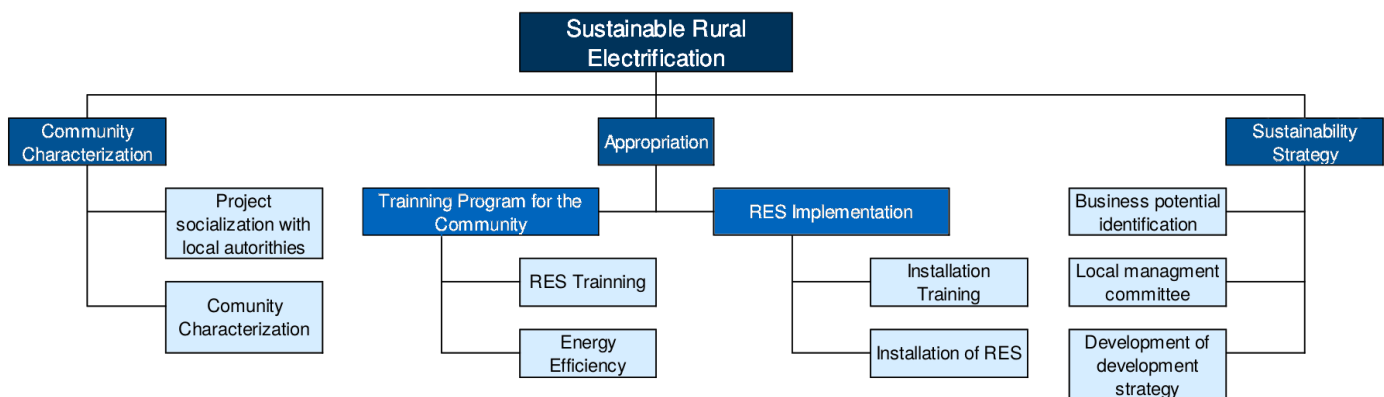 Sustainable Rural
Electrification
Community
Characterization
Appropriation
Sustainability
Strategy
Project
socialization with
local autorithies
Comunity
Characterization
Trainning Program for the
Community
RES Trainning
Energy
Efficiency
RES Implementation
Installation
Training
Installation of RES
Business potential
identification
Local managment
committee
Development of
development
strategy